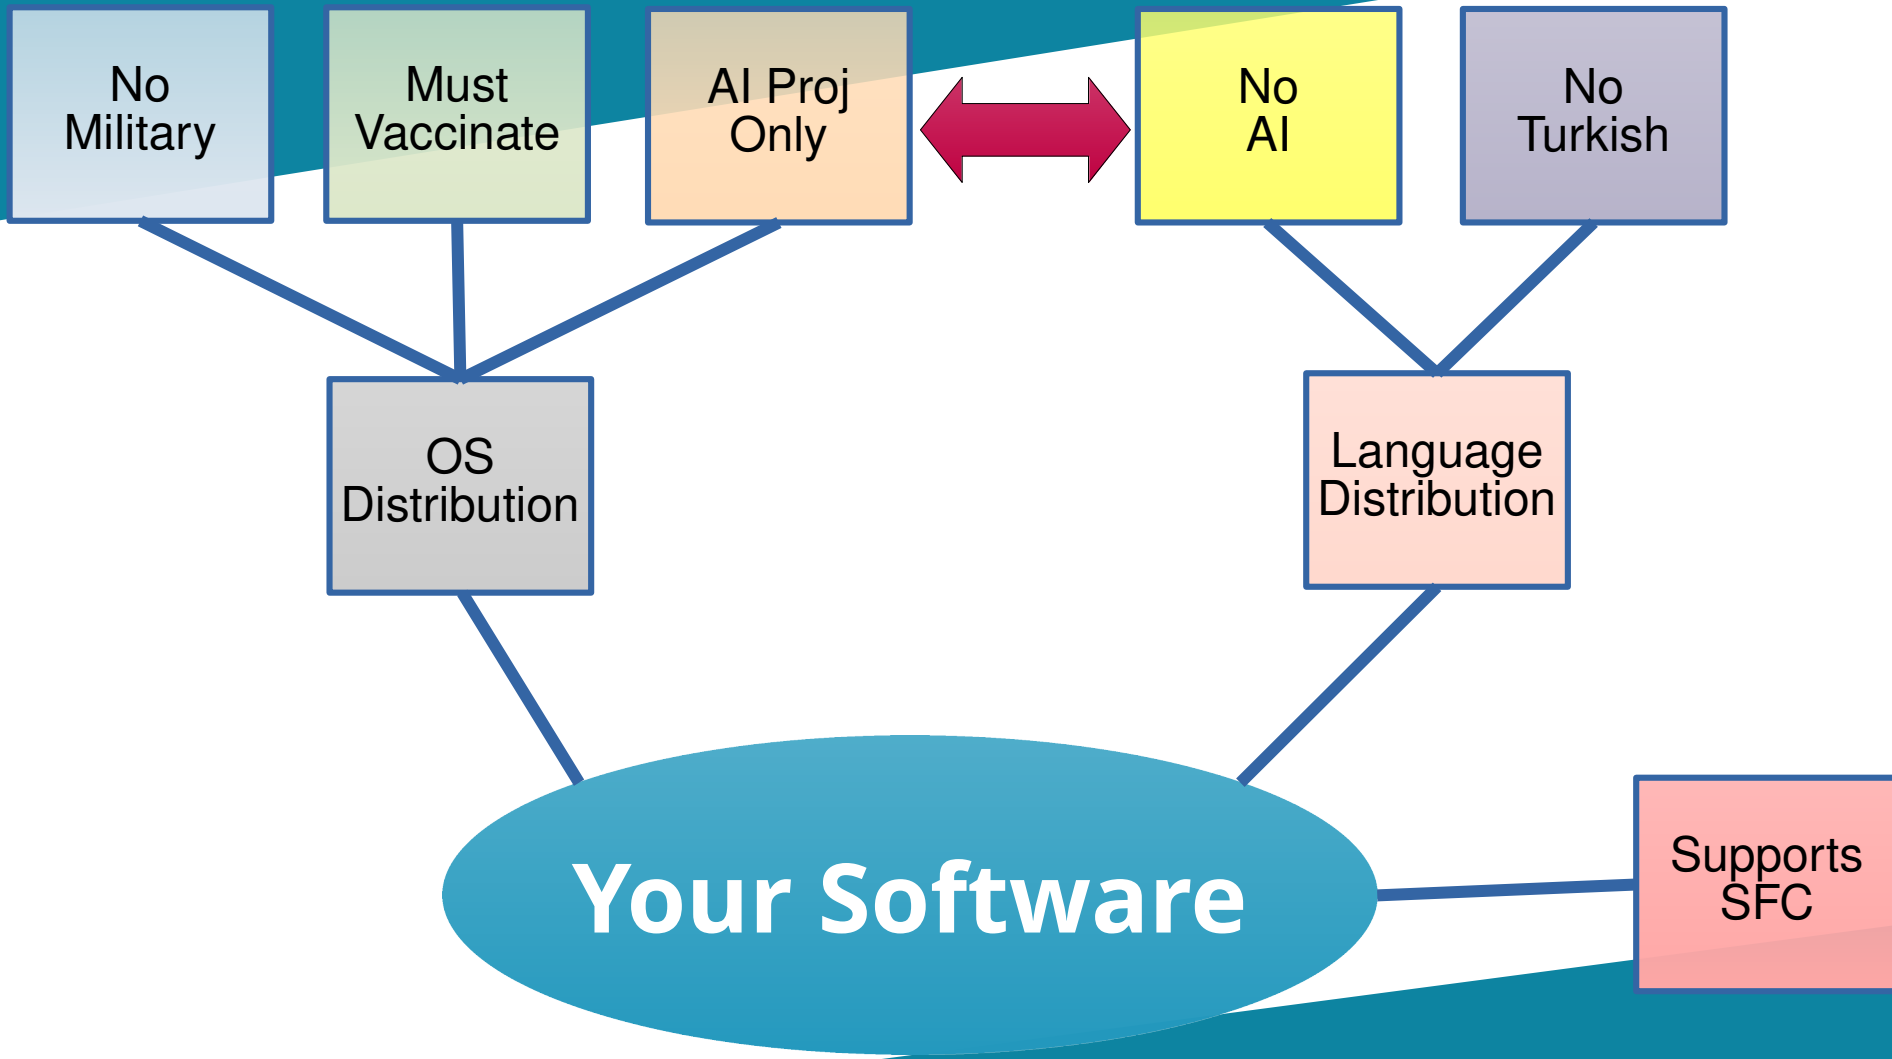 No
Military
Must
Vaccinate
AI Proj
Only
No
AI
No
Turkish
OS
Distribution
Language
Distribution
Your Software
Supports
SFC